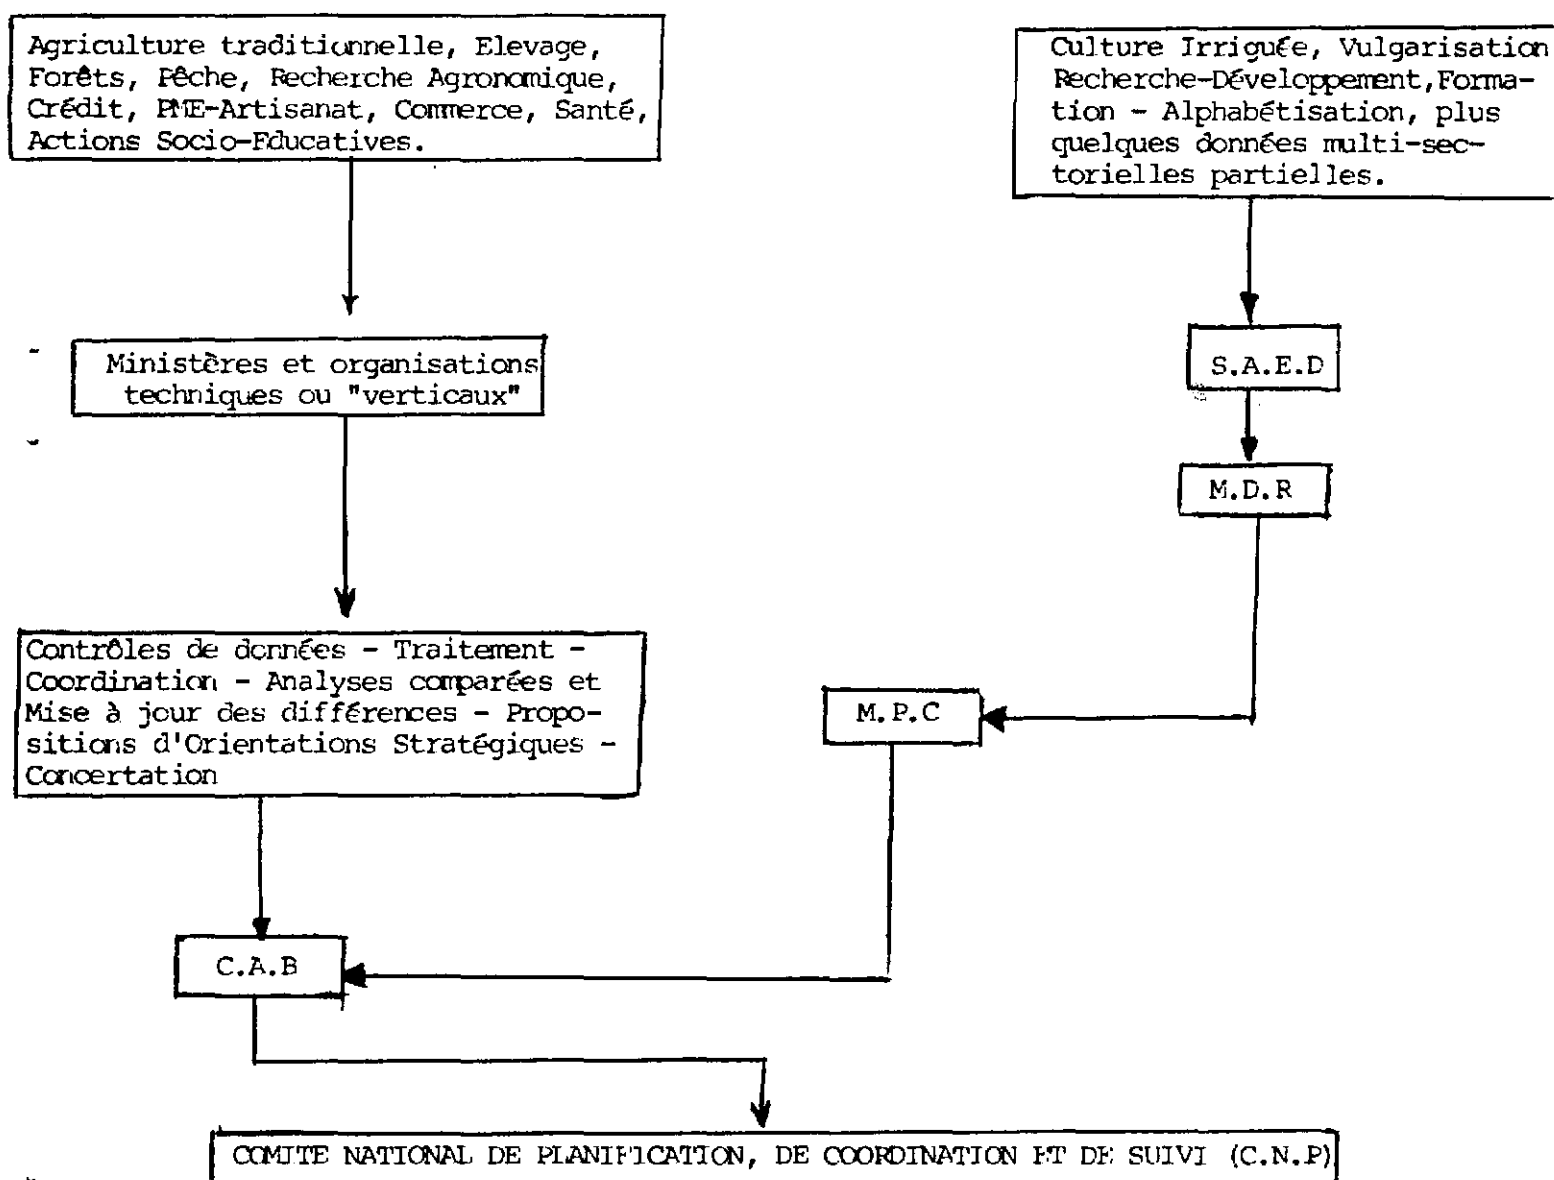 Agriculture traditionnelle, Elevage,
Forêts, Pêche, Recherche Agronomique,
Crédit, PME-Artisanat, Commerce, Santé,
Actions Socio-Educatives.
Culture Irriguée, Vulgarisation
Recherche-Développement, Forma-
tion - Alphabétisation, plus
quelques données multi-sec-
torielles partielles.
Ministères et organisations
techniques ou "verticaux"
S.A.E.D
M.D.R
Contrôles de données - Traitement -
Coordination - Analyses comparées et
Mise à jour des différences - Propo-
sitions d'Orientations Stratégiques -
Concertation
M.P.C
C.A.B
COMITE NATIONAL DE PLANIFICATION, DE COORDINATION ET DE SUIVI (C.N.P)